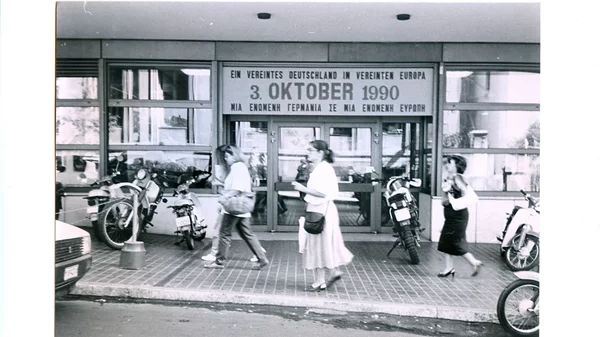 EIN VEREINTES DEUTSCHLAND IM VEREINTEN EUROPA
3. OKTOBER 1990
ΜΙΑ ΕΝΩΜΕΝΗ ΓΕΡΜΑΝΙΑ ΣΕ ΜΙΑ ΕΝΩΜΕΝΗ ΕΥΡΩΠΗ